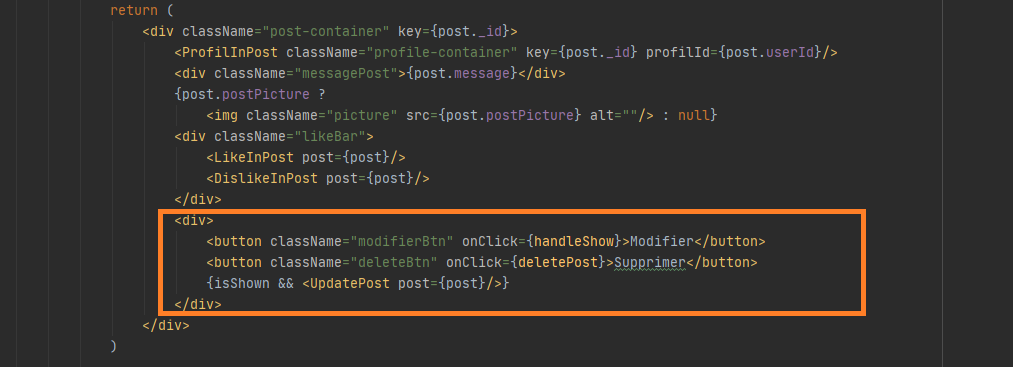 return (
<div className="post-container" key={post._id}>
<ProfilInPost className="profile-container" key={post._id} profilId={post.userId}/>
<div className="messagePost">{post.message}</div>
{post.postPicture ?
<img className="picture" src={post.postPicture} alt=""/> : null}
<div className="likeBar">
<LikeInPost post={post}/>
<DislikeInPost post={post}/>
</div>
<div>
<button className="modifierBtn" onClick={handleShow}>Modifier</button>
<button className="deleteBtn" onClick={deletePost}>Supprimer</button>
{isShown && <UpdatePost post={post}/>}
</div>
</div>
)